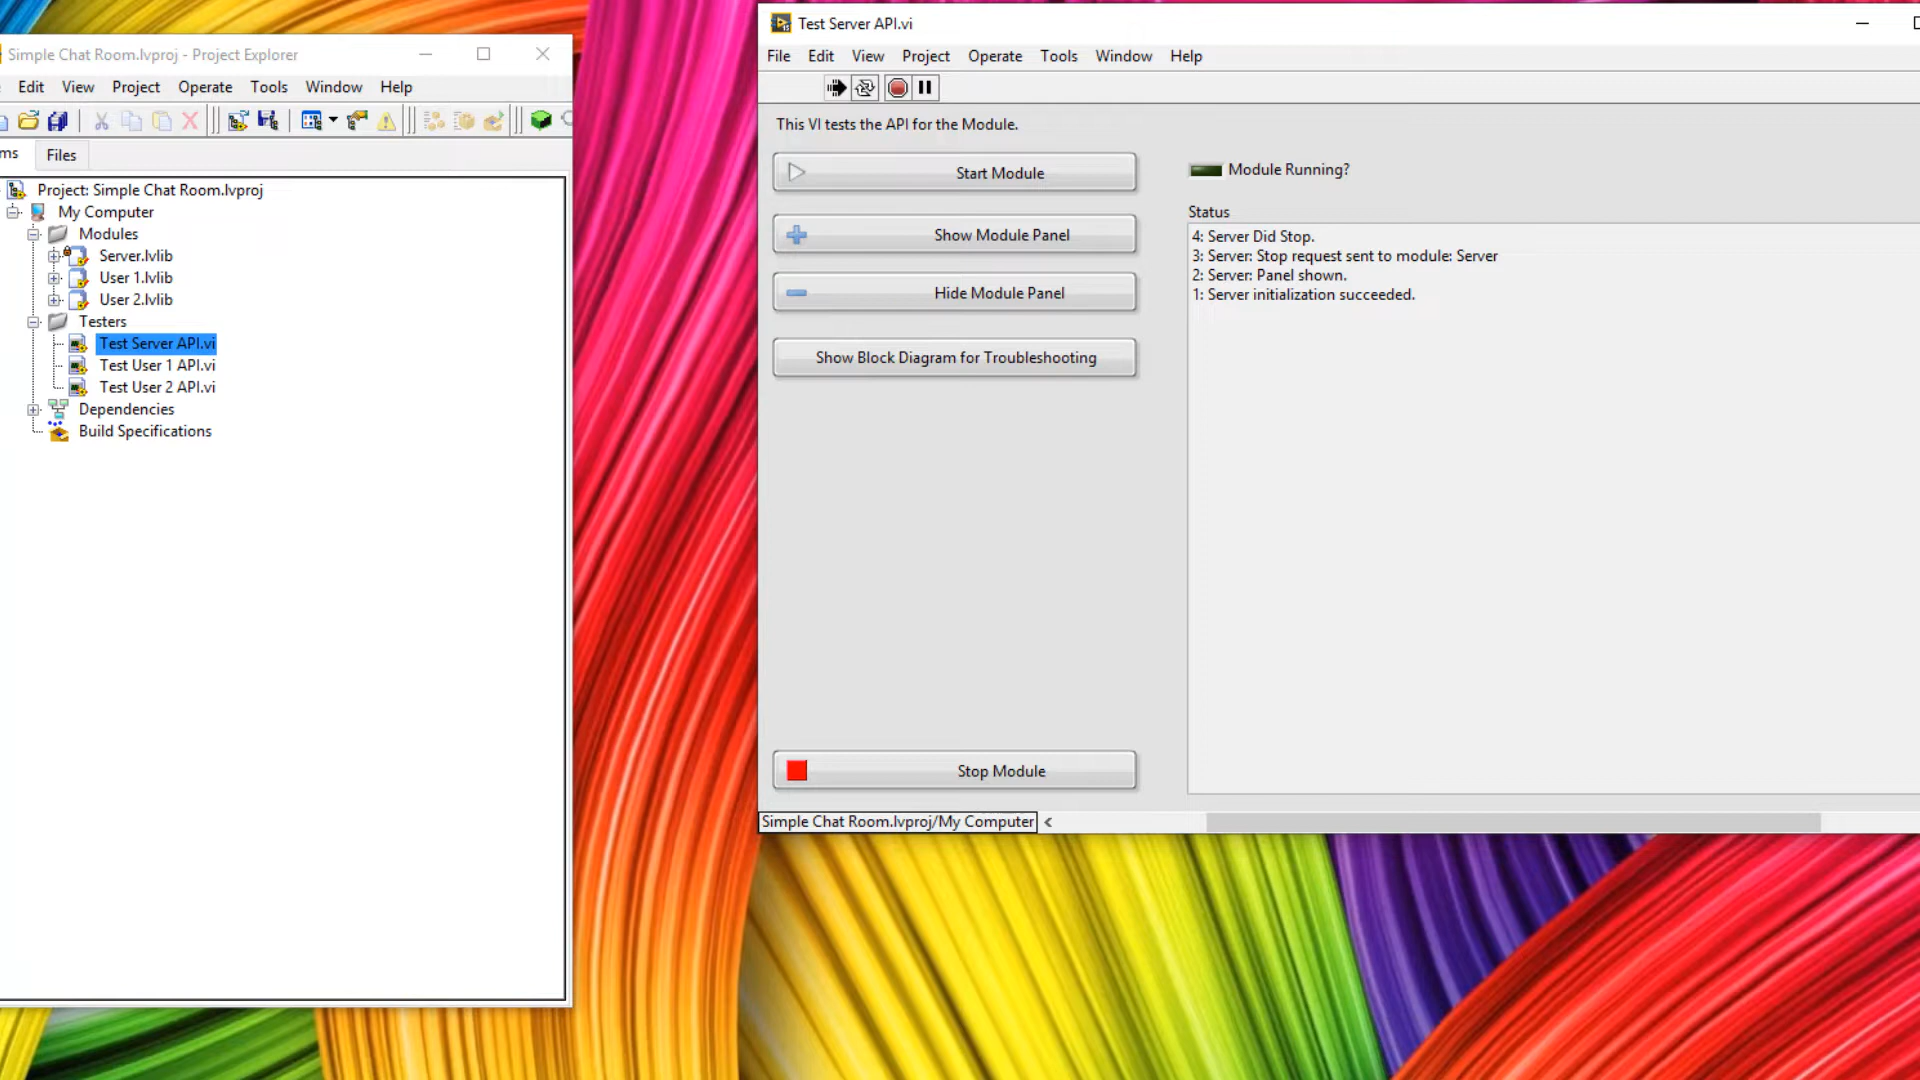 Simple Chat Room.lvproj - Project Explorer
Edit View Project Operate Tools Window Help
ms Files
Project: Simple Chat Room.lvproj
My Computer
Modules
Server.lvlib
User 1.lvlib
User 2.lvlib
Testers
Test Server API.vi
Test User 1 API.vi
Test User 2 API.vi
Dependencies
Build Specifications
Test Server API.vi
File Edit View Project Operate Tools Window Help
This VI tests the API for the Module.
Start Module
Show Module Panel
Hide Module Panel
Show Block Diagram for Troubleshooting
Stop Module
Module Running?
Status
4: Server Did Stop.
3: Server: Stop request sent to module: Server
2: Server: Panel shown.
1: Server initialization succeeded.
Simple Chat Room.lvproj/My Computer <